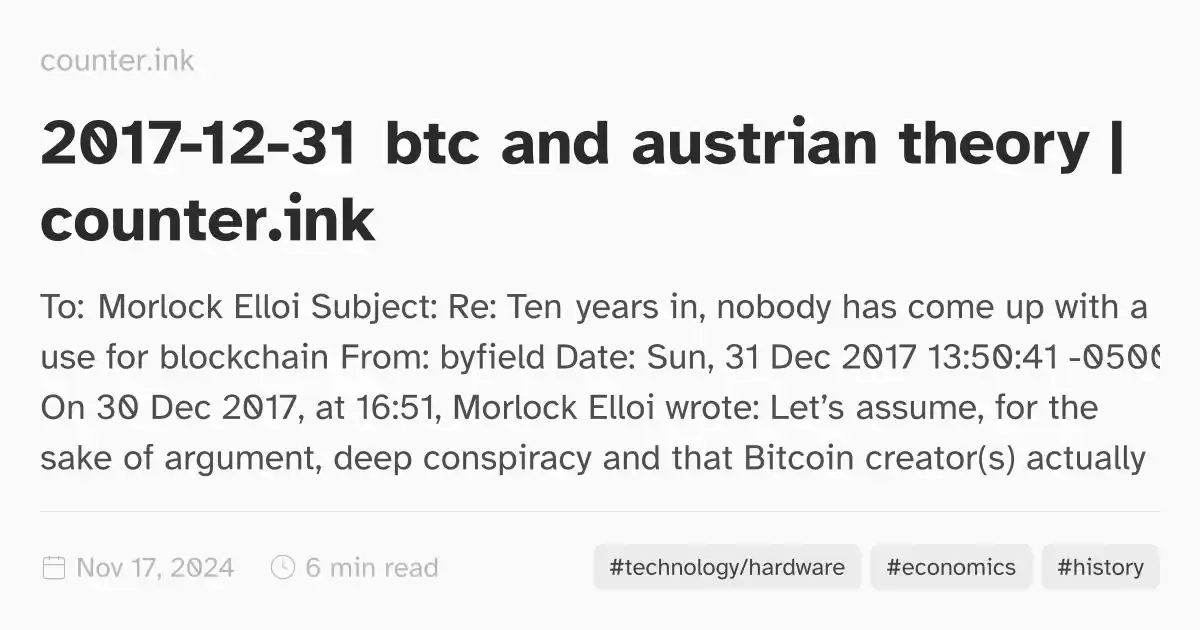 counter.ink
2017-12-31 btc and austrian theory |
counter.ink
To: Morlock Elloi Subject: Re: Ten years in, nobody has come up with a
use for blockchain From: byfield Date: Sun, 31 Dec 2017 13:50:41 -0500
On 30 Dec 2017, at 16:51, Morlock Elloi wrote: Let’s assume, for the
sake of argument, deep conspiracy and that Bitcoin creator(s) actually
Nov 17, 2024 6 min read #technology/hardware #economics #history